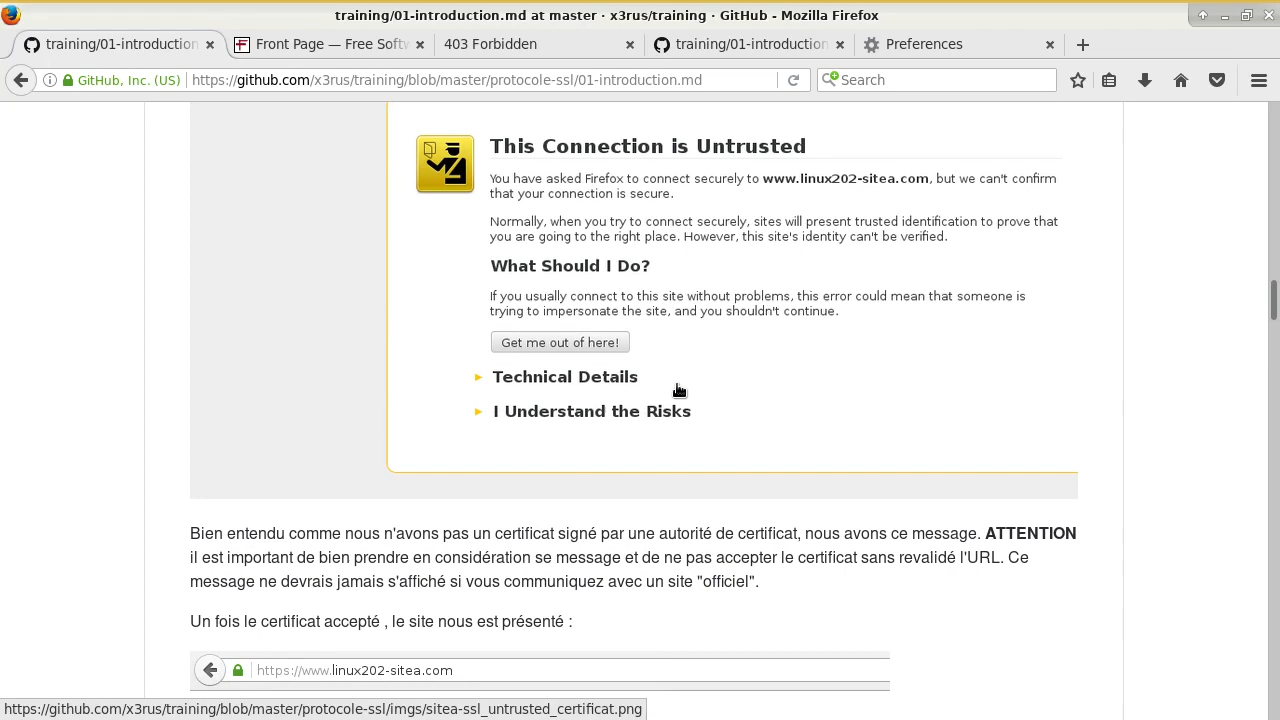 training/01-introduction.md at master · x3rus/training · GitHub - Mozilla Firefox
training/01-introduction
Front Page — Free Softw
403 Forbidden
training/01-introduction
Preferences
GitHub, Inc. (US)
https://github.com/x3rus/training/blob/master/protocole-ssl/01-introduction.md
Search
This Connection is Untrusted
You have asked Firefox to connect securely to www.linux202-sitea.com, but we can't confirm
that your connection is secure.
Normally, when you try to connect securely, sites will present trusted identification to prove that
you are going to the right place. However, this site's identity can't be verified.
What Should I Do?
If you usually connect to this site without problems, this error could mean that someone is
trying to impersonate the site, and you shouldn't continue.
Get me out of here!
Technical Details
I Understand the Risks
Bien entendu comme nous n'avons pas un certificat signé par une autorité de certificat, nous avons ce message. ATTENTION
il est important de bien prendre en considération se message et de ne pas accepter le certificat sans revalidé l'URL. Ce
message ne devrais jamais s'affiché si vous communiquez avec un site "officiel".
Un fois le certificat accepté , le site nous est présenté :
https://www.linux202-sitea.com
https://github.com/x3rus/training/blob/master/protocole-ssl/imgs/sitea-ssl_untrusted_certificat.png